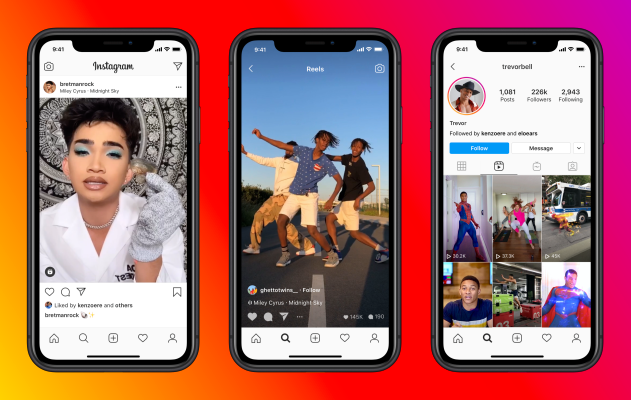 9:41
Instagram
bretmanrock
Miley Cyrus · Midnight Sky
Liked by kenzoere and others
bretmanrock
9:41
Reels
ghettotwins__ · Follow
Miley Cyrus · Midnight Sky
145K
190
9:41
trevorbell
1,081
226k
2,943
Posts
Followers
Following
Trevor
Followed by kenzoere and eloears
Follow
Message
30.2K
37.3K
45K